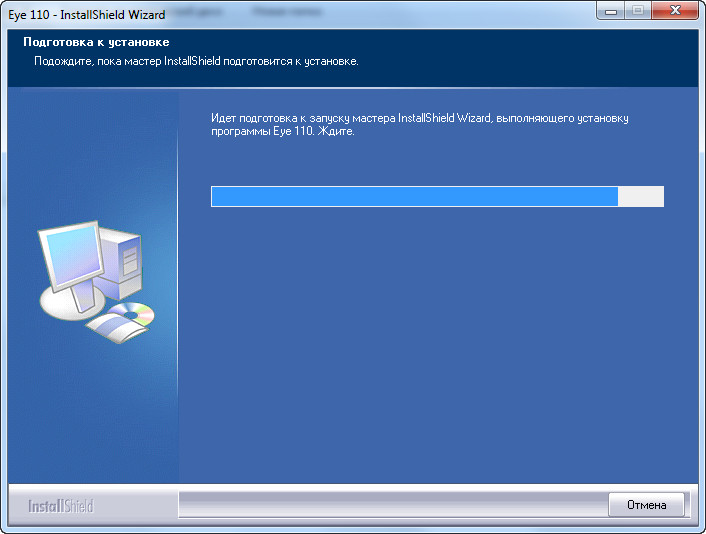 Eye 110 - InstallShield Wizard
Подготовка к установке
Подождите, пока мастер InstallShield подготовится к установке.
Идет подготовка к запуску мастера InstallShield Wizard, выполняющего установку
программы Eye 110. Ждите.
InstallShield
Отмена